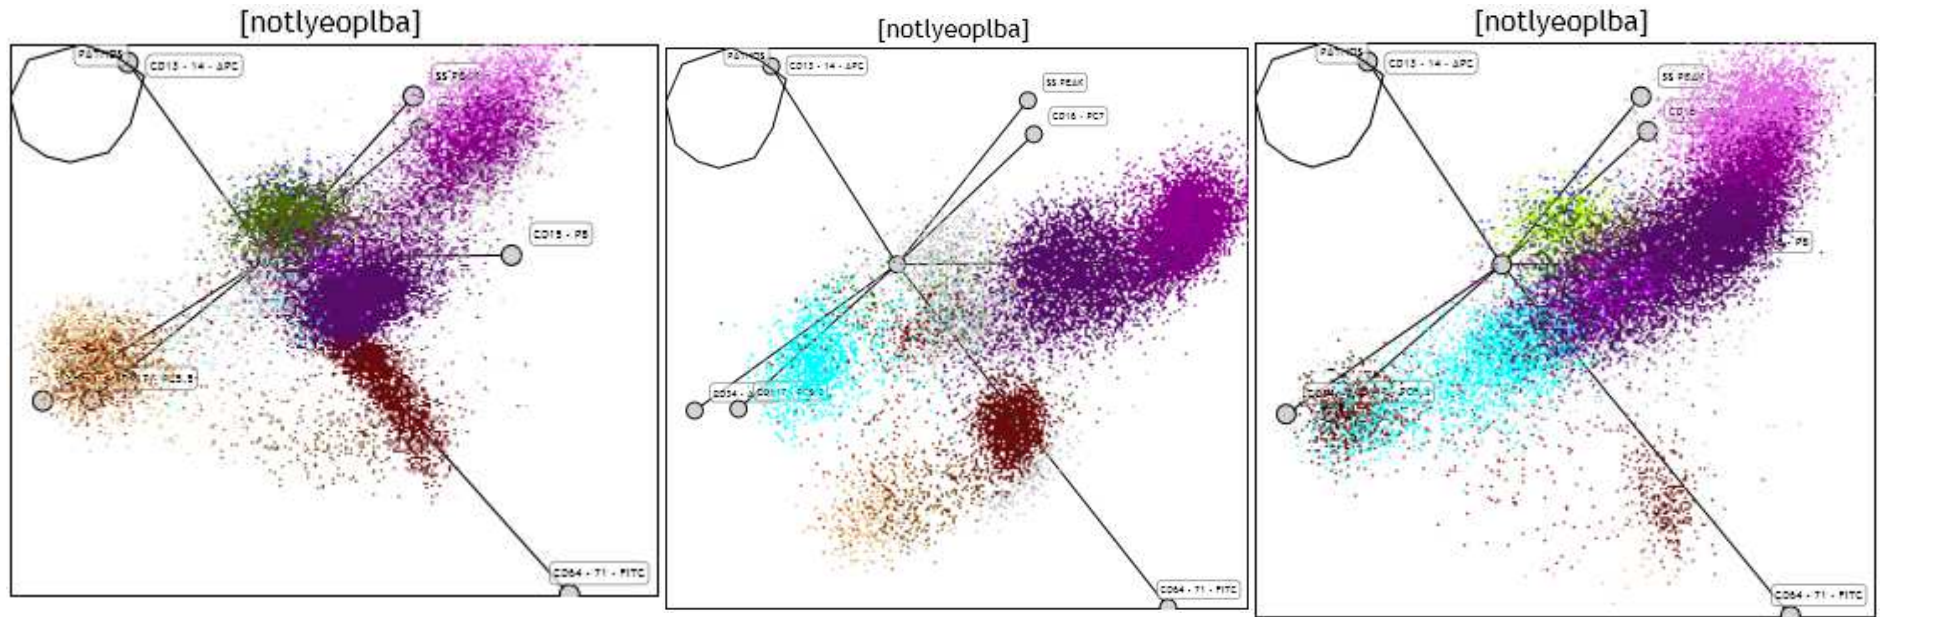 [notlyeoplba]
CD13 - 14 - APC
SS PEAK
CD15 - PB
CD64 - 71 - FITC
[notlyeoplba]
CD13 - 14 - APC
SS PEAK
CD16 - PC7
CD64 - 71 - FITC
[notlyeoplba]
CD13 - 14 - APC
SS PEAK
CD64 - 71 - FITC